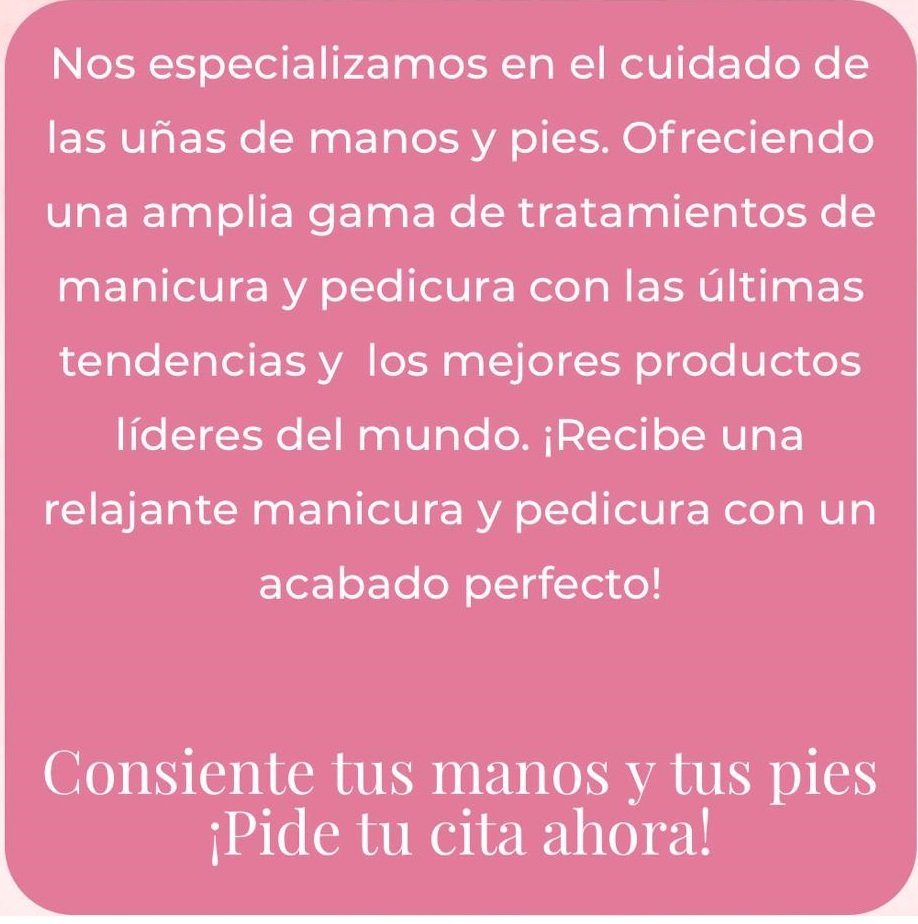 Nos especializamos en el cuidado de
las uñas de manos y pies. Ofreciendo
una amplia gama de tratamientos de
manicura y pedicura con las últimas
tendencias y  los mejores productos
líderes del mundo. ¡Recibe una
relajante manicura y pedicura con un
acabado perfecto!
Consiente tus manos y tus pies
¡Pide tu cita ahora!